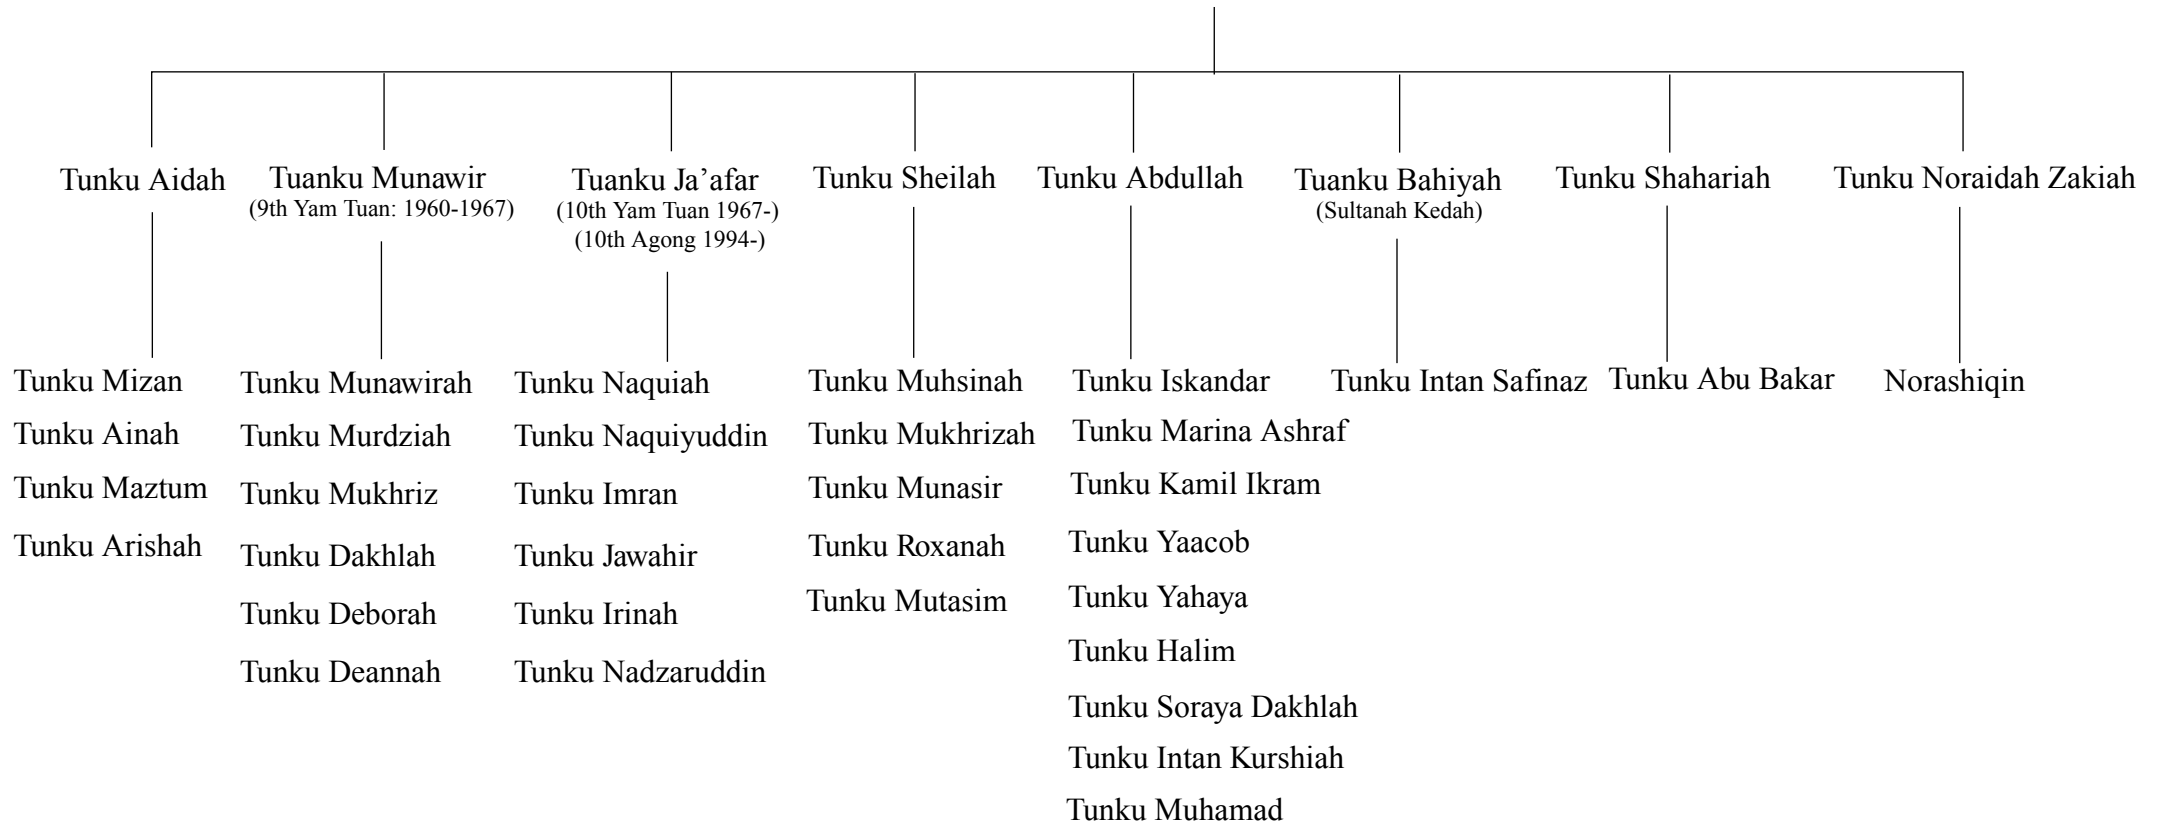 Tunku Aidah
Tuanku Munawir
(9th Yam Tuan: 1960-1967)
Tuanku Ja’afar
(10th Yam Tuan 1967-)
(10th Agong 1994-)
Tunku Sheilah
Tunku Abdullah
Tuanku Bahiyah
(Sultanah Kedah)
Tunku Shahariah
Tunku Noraidah Zakiah
Tunku Mizan
Tunku Ainah
Tunku Maztum
Tunku Arishah
Tunku Munawirah
Tunku Murdziah
Tunku Mukhriz
Tunku Dakhlah
Tunku Deborah
Tunku Deannah
Tunku Naquiah
Tunku Naquiyuddin
Tunku Imran
Tunku Jawahir
Tunku Irinah
Tunku Nadzaruddin
Tunku Muhsinah
Tunku Mukhrizah
Tunku Munasir
Tunku Roxanah
Tunku Mutasim
Tunku Iskandar
Tunku Marina Ashraf
Tunku Kamil Ikram
Tunku Yaacob
Tunku Yahaya
Tunku Halim
Tunku Soraya Dakhlah
Tunku Intan Kurshiah
Tunku Muhamad
Tunku Intan Safinaz
Tunku Abu Bakar
Norashiqin